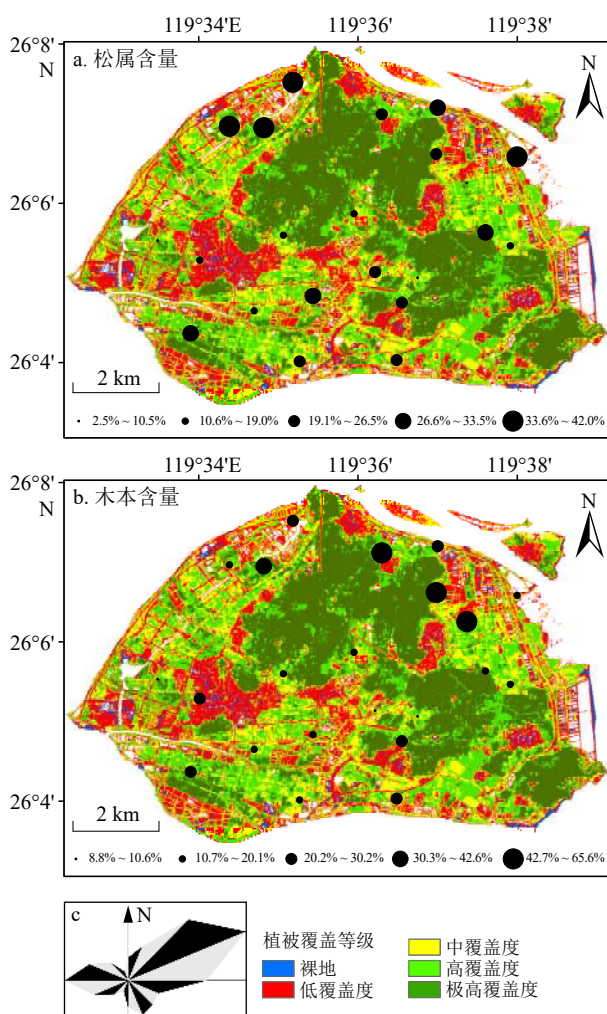 119°34'E 119°36' 119°38'
26°8'
N
a. 松属含量
N
26°6'
26°4'
2 km
2.5%~10.5% 10.6%~19.0% 19.1%~26.5% 26.6%~33.5% 33.6%~42.0%
119°34'E 119°36' 119°38'
26°8'
N
b. 木本含量
N
26°6'
26°4'
2 km
8.8%~10.6% 10.7%~20.1% 20.2%~30.2% 30.3%~42.6% 42.7%~65.6%
c
N
植被覆盖等级
裸地
低覆盖度
中覆盖度
高覆盖度
极高覆盖度